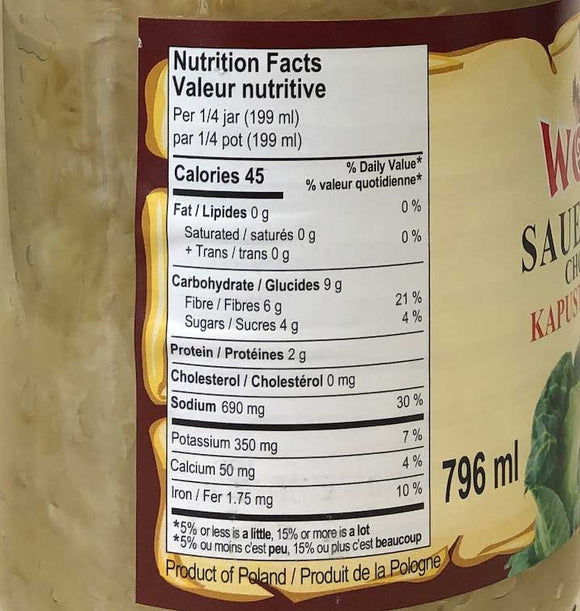 Nutrition Facts
Valeur nutritive
Per 1/4 jar (199 ml)
par 1/4 pot (199 ml)
Calories 45
% Daily Value*
% valeur quotidienne*
Fat / Lipides 0 g 0 %
Saturated / saturés 0 g 0 %
+ Trans / trans 0 g
Carbohydrate / Glucides 9 g
Fibre / Fibres 6 g 21 %
Sugars / Sucres 4 g 4 %
Protein / Protéines 2 g
Cholesterol / Cholestérol 0 mg
Sodium 690 mg 30 %
Potassium 350 mg 7 %
Calcium 50 mg 4 %
Iron / Fer 1.75 mg 10 %
*5% or less is a little, 15% or more is a lot
*5% ou moins c'est peu, 15% ou plus c'est beaucoup
Product of Poland / Produit de la Pologne
796 ml
SAUE
KAPUS